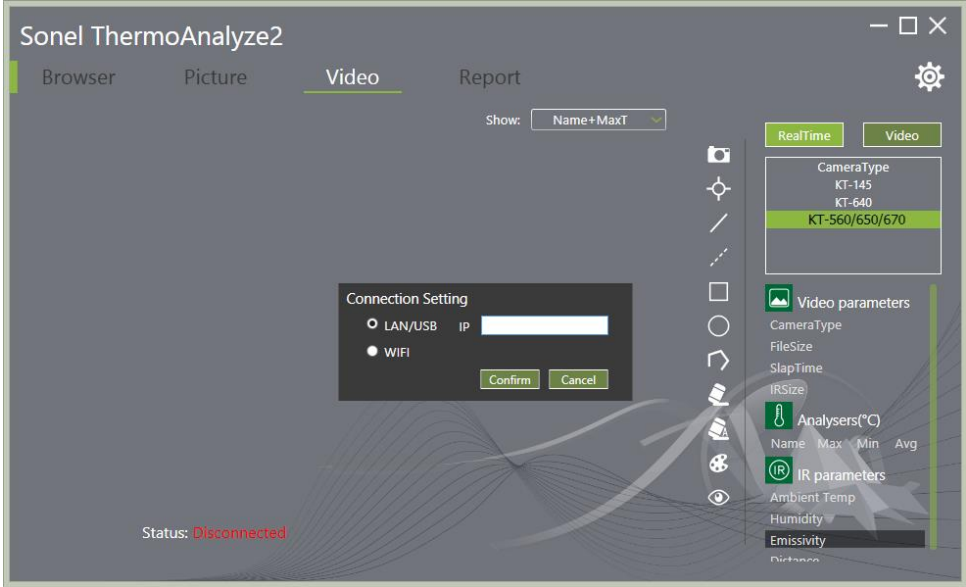 Sonel ThermoAnalyze2
Browser Picture Video Report
Show: Name+MaxT
RealTime Video
CameraType
KT-145
KT-640
KT-560/650/670
Connection Setting
LAN/USB IP
WIFI
Confirm Cancel
Video parameters
CameraType
FileSize
SlapTime
IRSize
Analysers(°C)
Name Max Min Avg
IR IR parameters
Ambient Temp
Humidity
Emissivity
Distance
Status: Disconnected